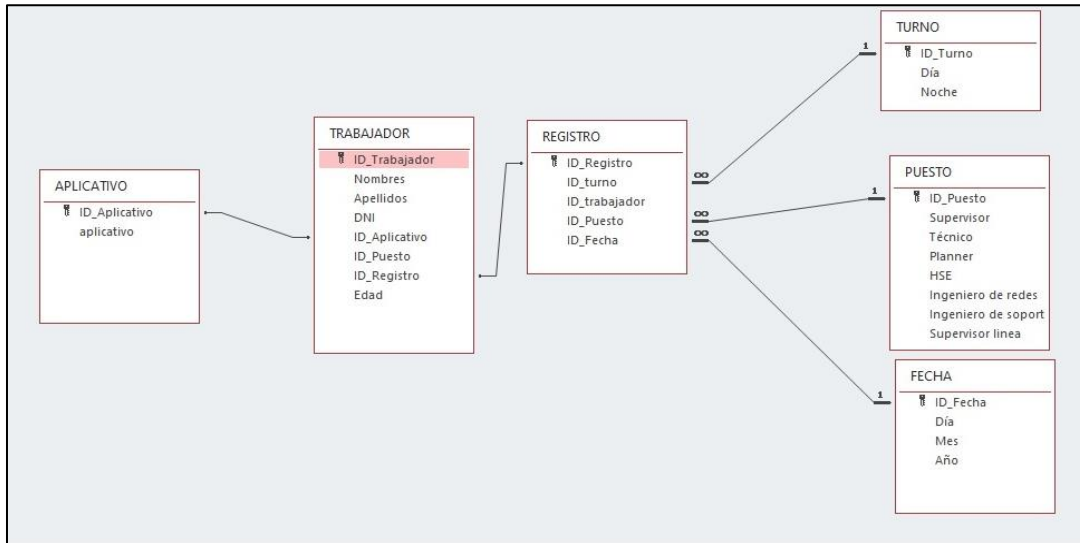 APLICATIVO
ID_Aplicativo
aplicativo
TRABAJADOR
ID_Trabajador
Nombres
Apellidos
DNI
ID_Aplicativo
ID_Puesto
ID_Registro
Edad
REGISTRO
ID_Registro
ID_turno
ID_trabajador
ID_Puesto
ID_Fecha
∞
∞
∞
1
TURNO
ID_Turno
Día
Noche
1
PUESTO
ID_Puesto
Supervisor
Técnico
Planner
HSE
Ingeniero de redes
Ingeniero de soport
Supervisor linea
1
FECHA
ID_Fecha
Día
Mes
Año